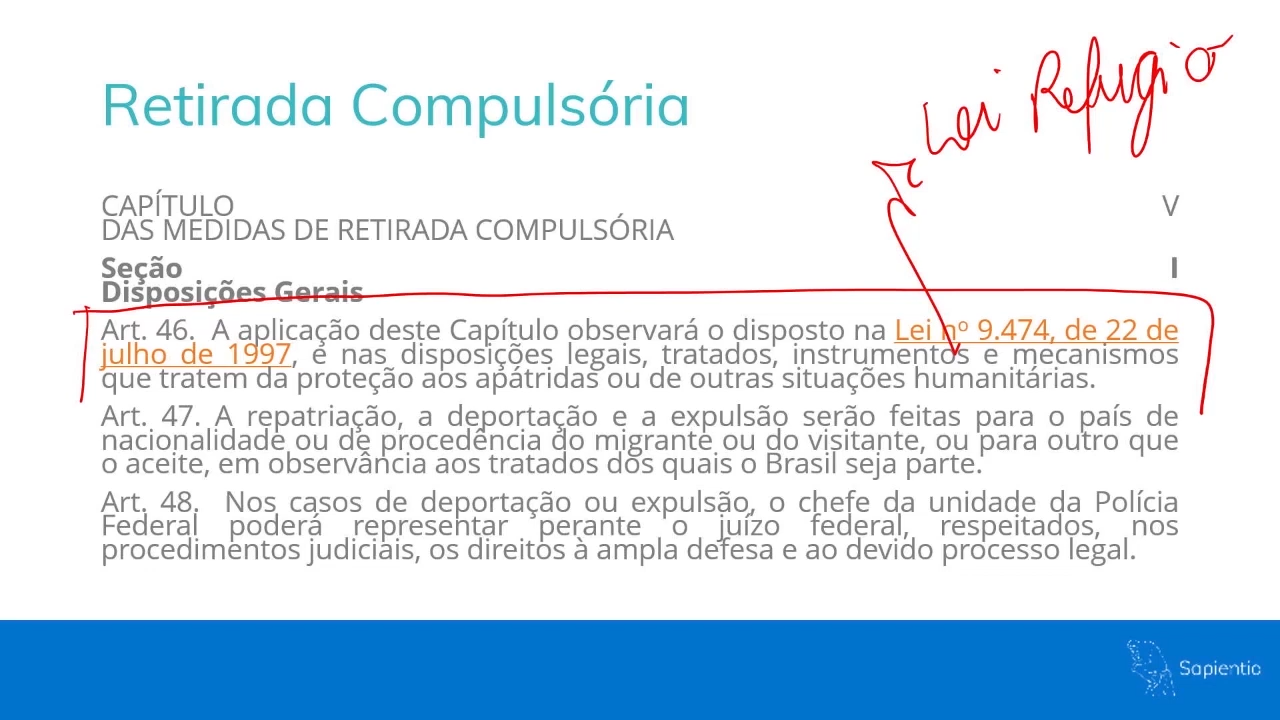 Retirada Compulsória
Lei Refúgio
CAPÍTULO V
DAS MEDIDAS DE RETIRADA COMPULSÓRIA
Seção I
Disposições Gerais
Art. 46. A aplicação deste Capítulo observará o disposto na Lei nº 9.474, de 22 de
julho de 1997, e nas disposições legais, tratados, instrumentos e mecanismos
que tratem da proteção aos apátridas ou de outras situações humanitárias.
Art. 47. A repatriação, a deportação e a expulsão serão feitas para o país de
nacionalidade ou de procedência do migrante ou do visitante, ou para outro que
o aceite, em observância aos tratados dos quais o Brasil seja parte.
Art. 48. Nos casos de deportação ou expulsão, o chefe da unidade da Polícia
Federal poderá representar perante o juízo federal, respeitados, nos
procedimentos judiciais, os direitos à ampla defesa e ao devido processo legal.
Sapientia